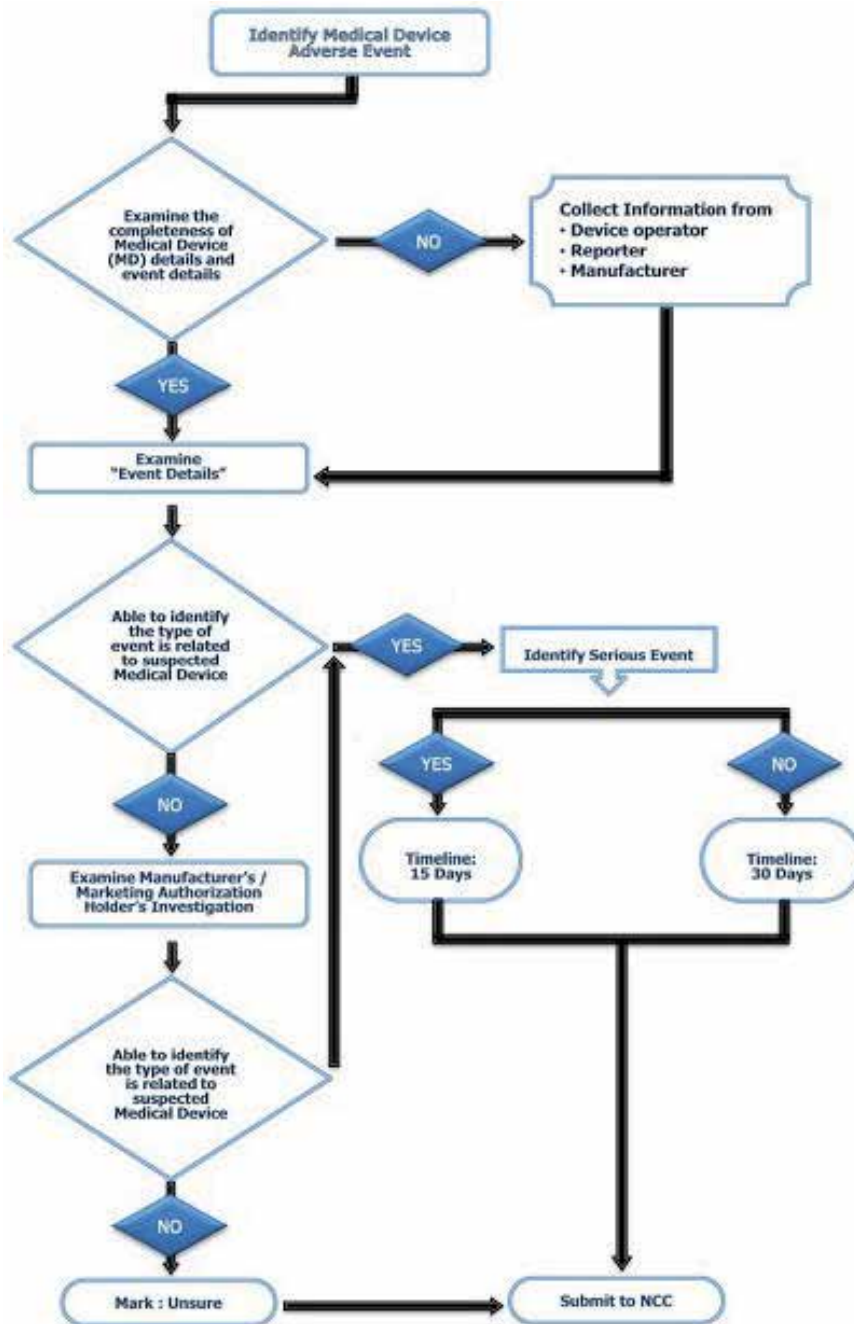 Identify Medical Device
Adverse Event
Examine the
completeness of
Medical Device
(MD) details and
event details
NO
Collect Information from
• Device operator
• Reporter
• Manufacturer
YES
Examine
"Event Details"
Able to identify
the type of
event is related
to suspected
Medical Device
YES
Identify Serious Event
YES
NO
NO
Timeline:
15 Days
Timeline:
30 Days
Examine Manufacturer's /
Marketing Authorization
Holder's Investigation
Able to identify
the type of event
is related to
suspected
Medical Device
NO
Mark : Unsure
Submit to NCC